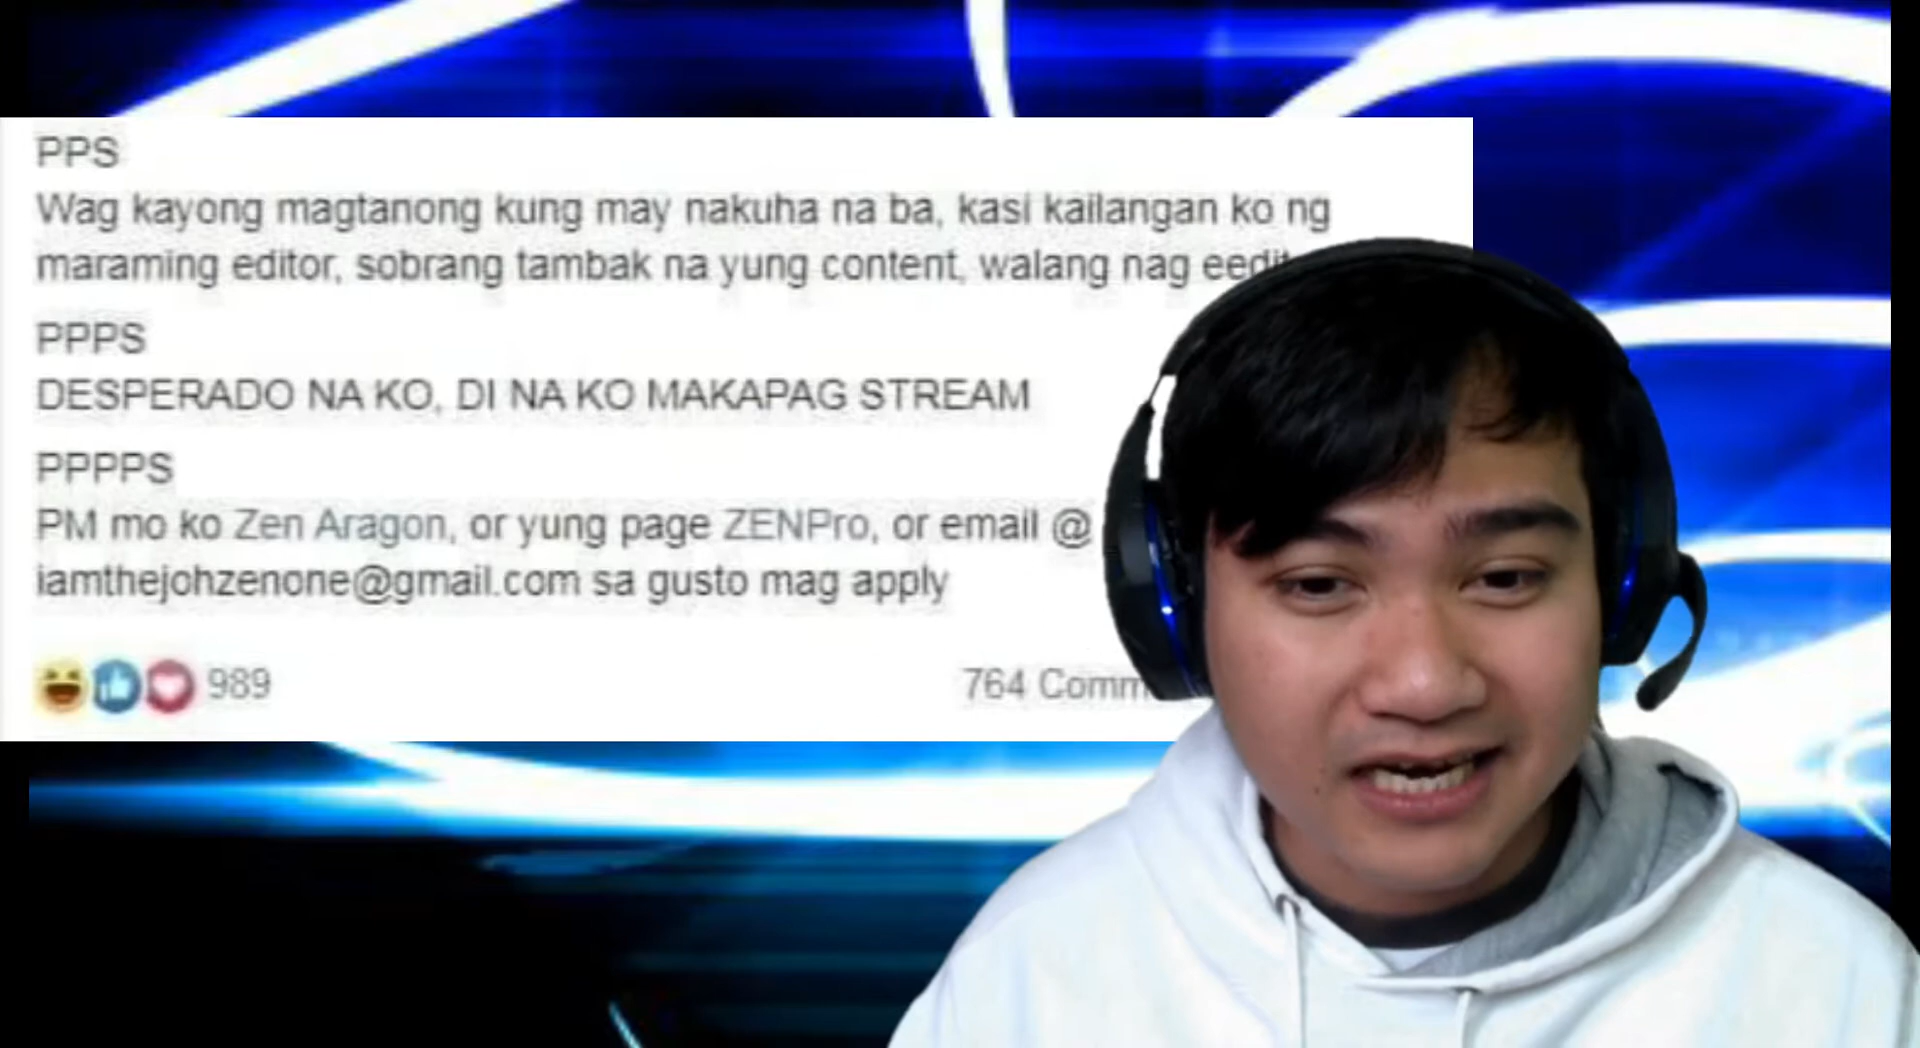 PPS
Wag kayong magtanong kung may nakuha na ba, kasi kailangan ko ng
maraming editor, sobrang tambak na yung content, walang nag
PPPS
DESPERADO NA KO, DI NA KO MAKAPAG STREAM
PPPPS
PM mo ko Zen Aragon, or yung page ZENPro, or email @
iamthejohzenone@gmail.com sa gusto mag apply
989
764